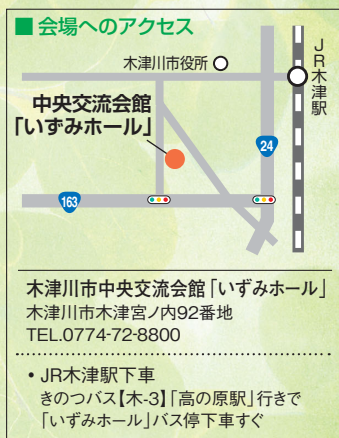 ■会場へのアクセス
木津川市役所
JR木津駅
中央交流会館
「いずみホール」
24
163
木津川市中央交流会館「いずみホール」
木津川市木津宮ノ内92番地
TEL.0774-72-8800
・JR木津駅下車
きのつバス【木-3】「高の原駅」行きで
「いずみホール」バス停下車すぐ